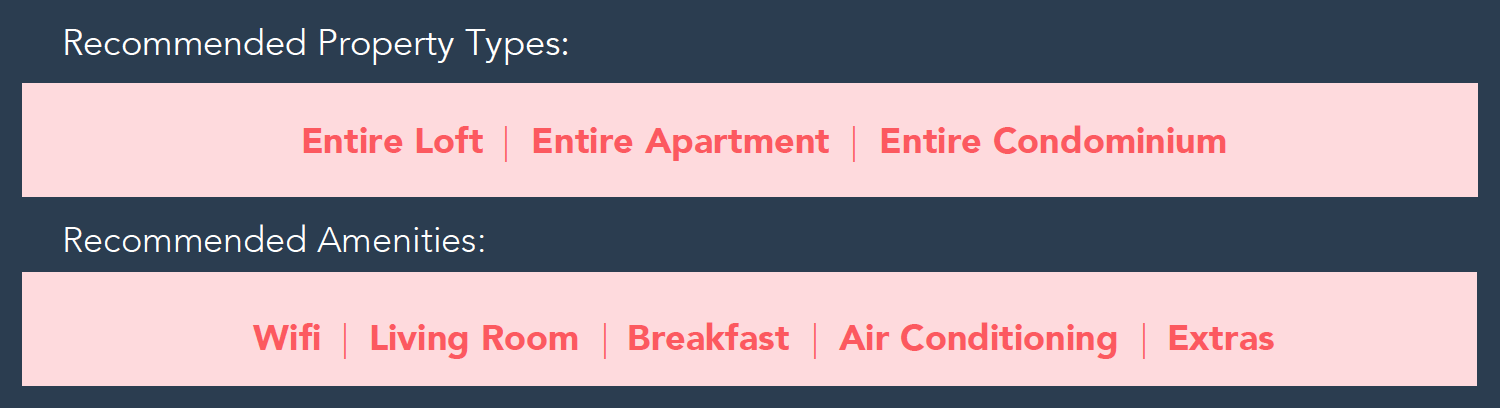 Recommended Property Types:
Entire Loft | Entire Apartment | Entire Condominium
Recommended Amenities:
Wifi | Living Room | Breakfast | Air Conditioning | Extras